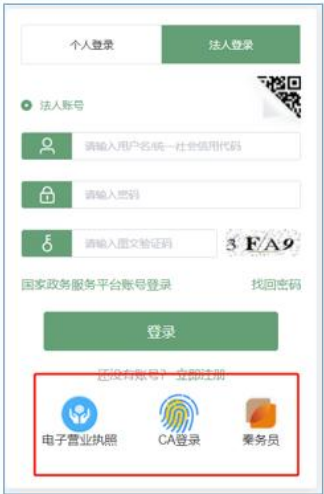 个人登录 法人登录
法人账号
请输入用户名/统一社会信用代码
请输入密码
请输入图文验证码 3FA9
国家政务服务平台账号登录 找回密码
登录
还没有账号？ 立即注册
电子营业执照 CA登录 秦务员